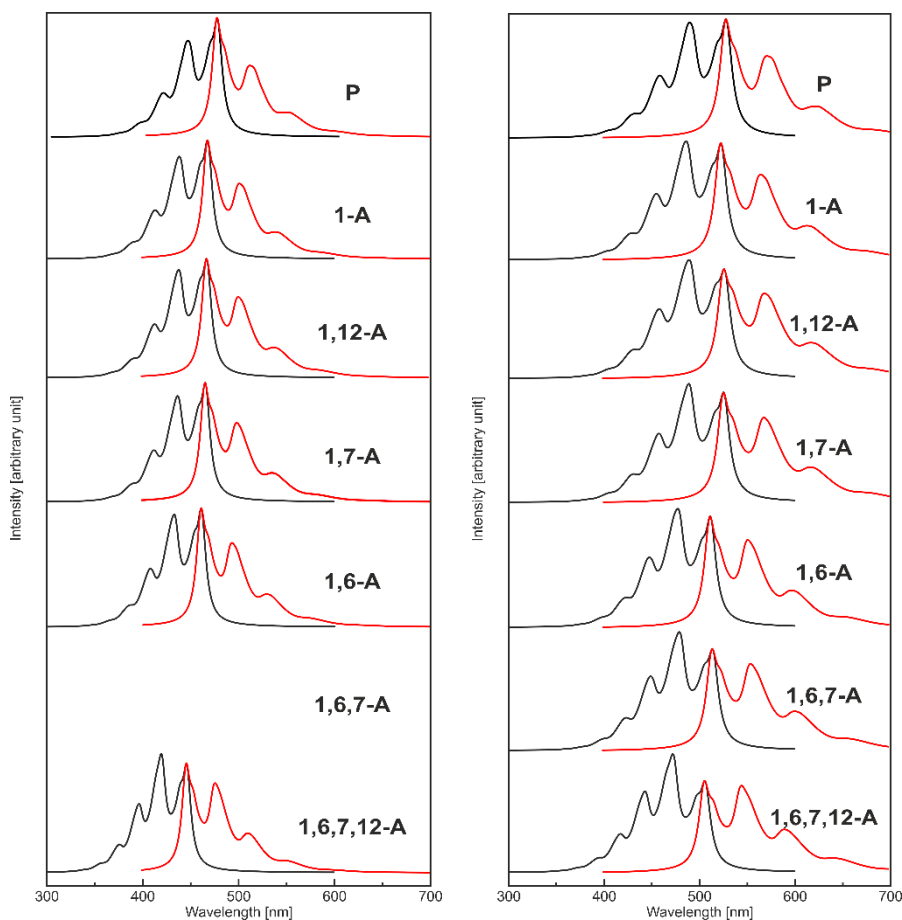 P
1-A
1,12-A
1,7-A
1,6-A
1,6,7-A
1,6,7,12-A
Intensity [arbitrary unit]
300 400 500 600 700
Wavelength [nm]
P
1-A
1,12-A
1,7-A
1,6-A
1,6,7-A
1,6,7,12-A
Intensity [arbitrary unit]
300 400 500 600 700
Wavelength [nm]